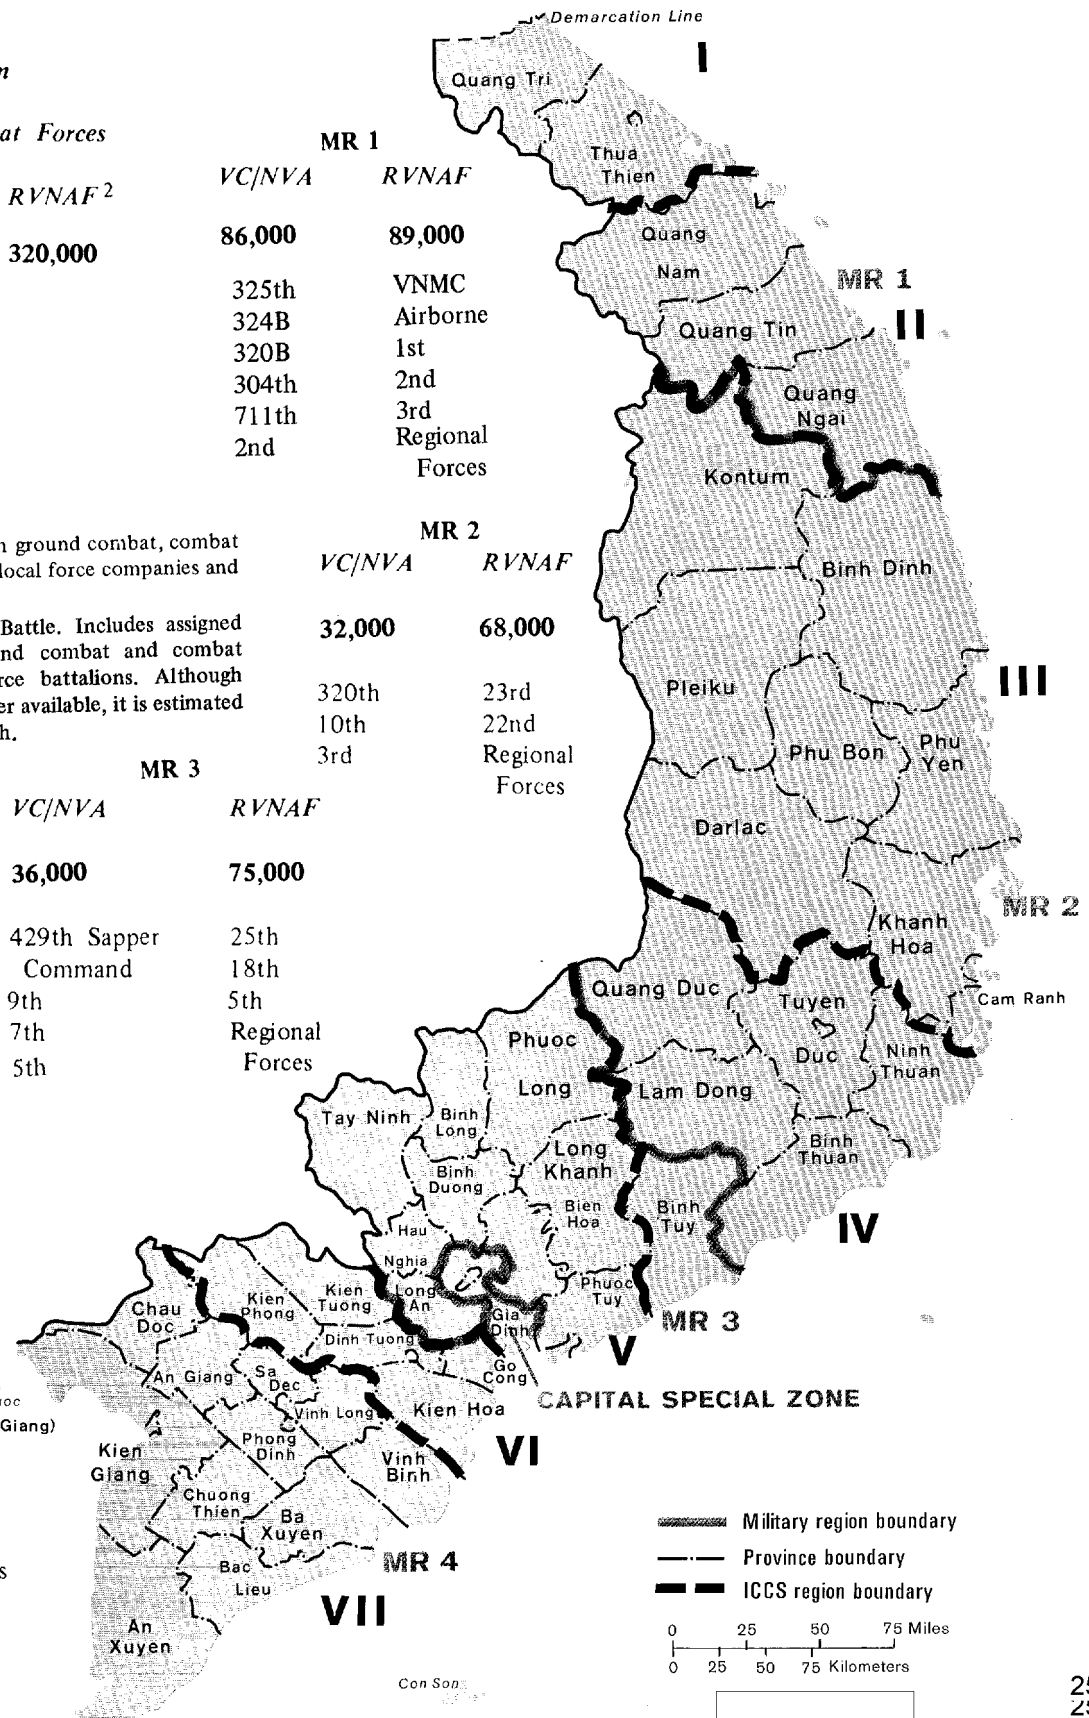 Demarcation Line
I
n
at Forces
RVNAF 2
320,000
MR 1
VC/NVA RVNAF
86,000 89,000
325th VNMC
324B Airborne
320B 1st
304th 2nd
711th 3rd
2nd Regional
Forces
n ground combat, combat
local force companies and
Battle. Includes assigned
nd combat and combat
rce battalions. Although
er available, it is estimated
h.
MR 2
VC/NVA RVNAF
32,000 68,000
320th 23rd
10th 22nd
3rd Regional
Forces
MR 3
VC/NVA RVNAF
36,000 75,000
429th Sapper 25th
Command 18th
9th 5th
7th Regional
5th Forces
Quang Tri
Thua
Thien
Quang
Nam
MR 1
II
Quang Tin
Quang
Ngai
Kontum
Binh Dinh
Pleiku
III
Phu Bon
Phu
Yen
Darlac
MR 2
Khanh
Hoa
Cam Ranh
Quang Duc
Tuyen
Duc
Ninh
Thuan
Phuoc
Long
Lam Dong
Tay Ninh
Binh
Long
Binh
Thuan
Long
Khanh
Binh
Duong
Bien
Hoa
Binh
Tuy
IV
Hau
Nghia
Phuoc
Tuy
MR 3
Long
An
Gia
Dinh
V
Kien
Tuong
Kien
Phong
Chau
Doc
Dinh Tuong
Go
Cong
CAPITAL SPECIAL ZONE
An Giang
Sa
Dec
Vinh Long
Kien Hoa
oc
Giang)
Kien
Giang
Phong
Dinh
Vinh
Binh
VI
Chuong
Thien
Ba
Xuyen
MR 4
Bac
Lieu
VII
s
An
Xuyen
Con Son
Military region boundary
Province boundary
ICCS region boundary
0 25 50 75 Miles
0 25 50 75 Kilometers